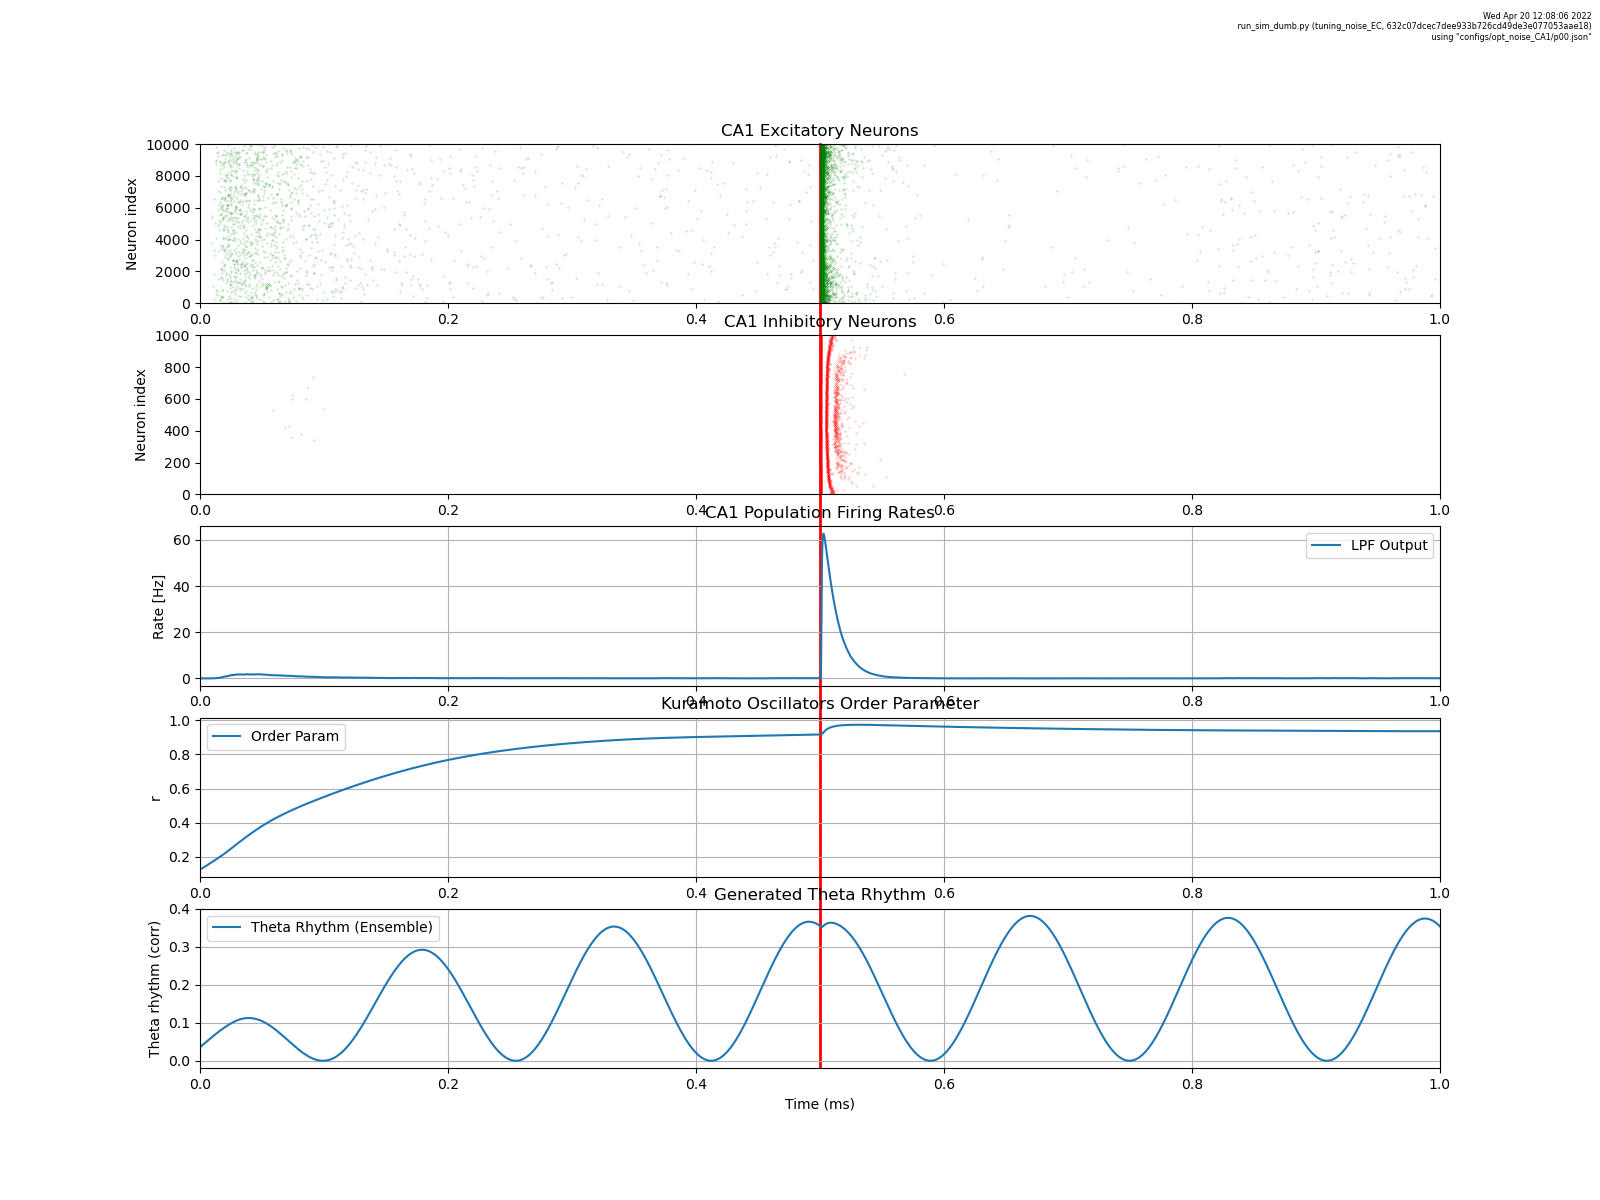 Wed Apr 20 12:08:06 2022
run_sim_dumb.py (tuning_noise_EC, 632c07dcec7dee933b726cd49de3e077053aae18)
using "configs/opt_noise_CA1/p00.json"
CA1 Excitatory Neurons
Neuron index
10000
8000
6000
4000
2000
0
0.0 0.2 0.4 0.6 0.8 1.0
CA1 Inhibitory Neurons
Neuron index
1000
800
600
400
200
0
0.0 0.2 0.4 0.6 0.8 1.0
CA1 Population Firing Rates
Rate [Hz]
60
40
20
0
LPF Output
0.0 0.2 0.4 0.6 0.8 1.0
Kuramoto Oscillators Order Parameter
r
1.0
0.8
0.6
0.4
0.2
Order Param
0.0 0.2 0.4 0.6 0.8 1.0
Generated Theta Rhythm
Theta rhythm (corr)
0.4
0.3
0.2
0.1
0.0
Theta Rhythm (Ensemble)
0.0 0.2 0.4 0.6 0.8 1.0
Time (ms)